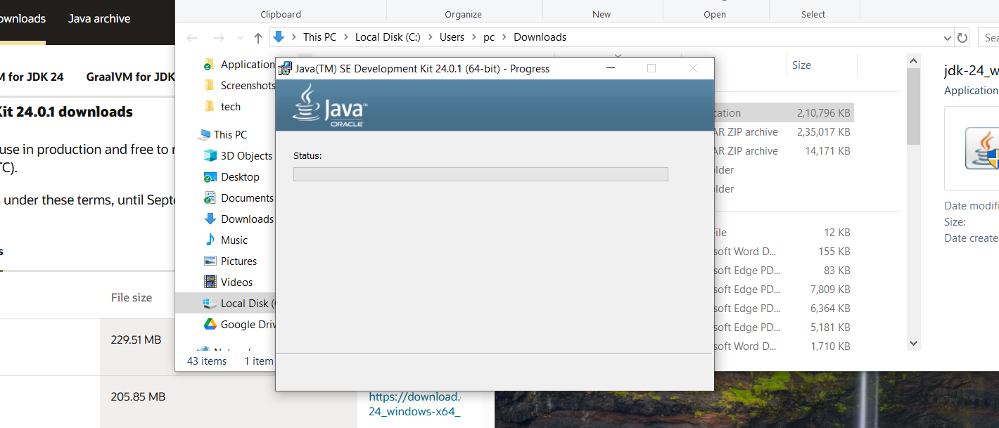 ownloads
Java archive
M for JDK 24
GraalVM for JDK
Kit 24.0.1 downloads
use in production and free to r
TC).
under these terms, until Septe
s
File size
229.51 MB
205.85 MB
Clipboard
Organize
New
Open
Select
This PC > Local Disk (C:) > Users > pc > Downloads
Sea
Application
Screenshots
tech
This PC
3D Objects
Desktop
Documents
Downloads
Music
Pictures
Videos
Local Disk (
Google Driv
43 items
1 item
Java(TM) SE Development Kit 24.0.1 (64-bit) - Progress
Java™
ORACLE
Status:
Size
cation 2,10,796 KB
AR ZIP archive 2,35,017 KB
AR ZIP archive 14,171 KB
older
older
ile 12 KB
soft Word D... 155 KB
soft Edge PD... 83 KB
soft Edge PD... 7,809 KB
soft Edge PD... 6,364 KB
soft Edge PD... 5,181 KB
soft Word D... 1,710 KB
jdk-24_w
Application
Date modifi
Size:
Date create
https://download.
24_windows-x64_